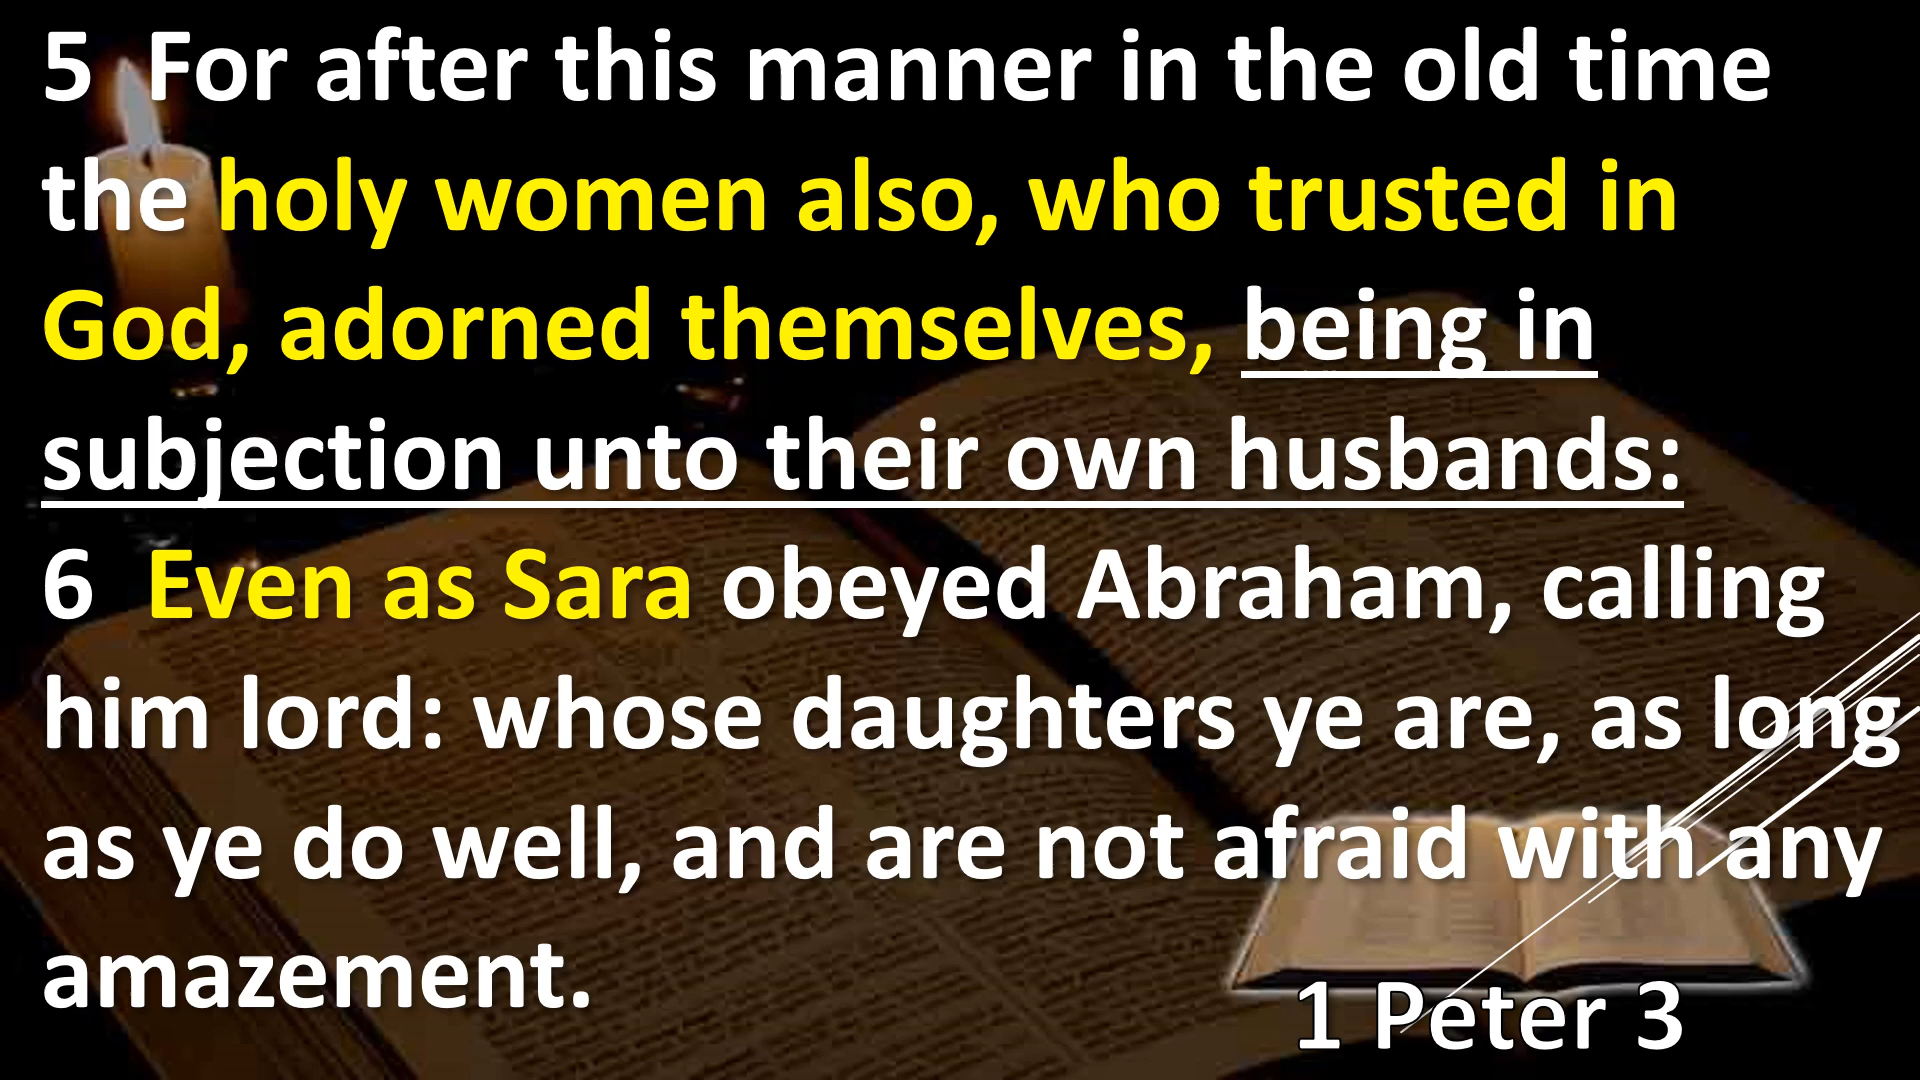 5  For after this manner in the old time
the holy women also, who trusted in
God, adorned themselves, being in
subjection unto their own husbands:
6  Even as Sara obeyed Abraham, calling
him lord: whose daughters ye are, as long
as ye do well, and are not afraid with any
amazement.
1 Peter 3